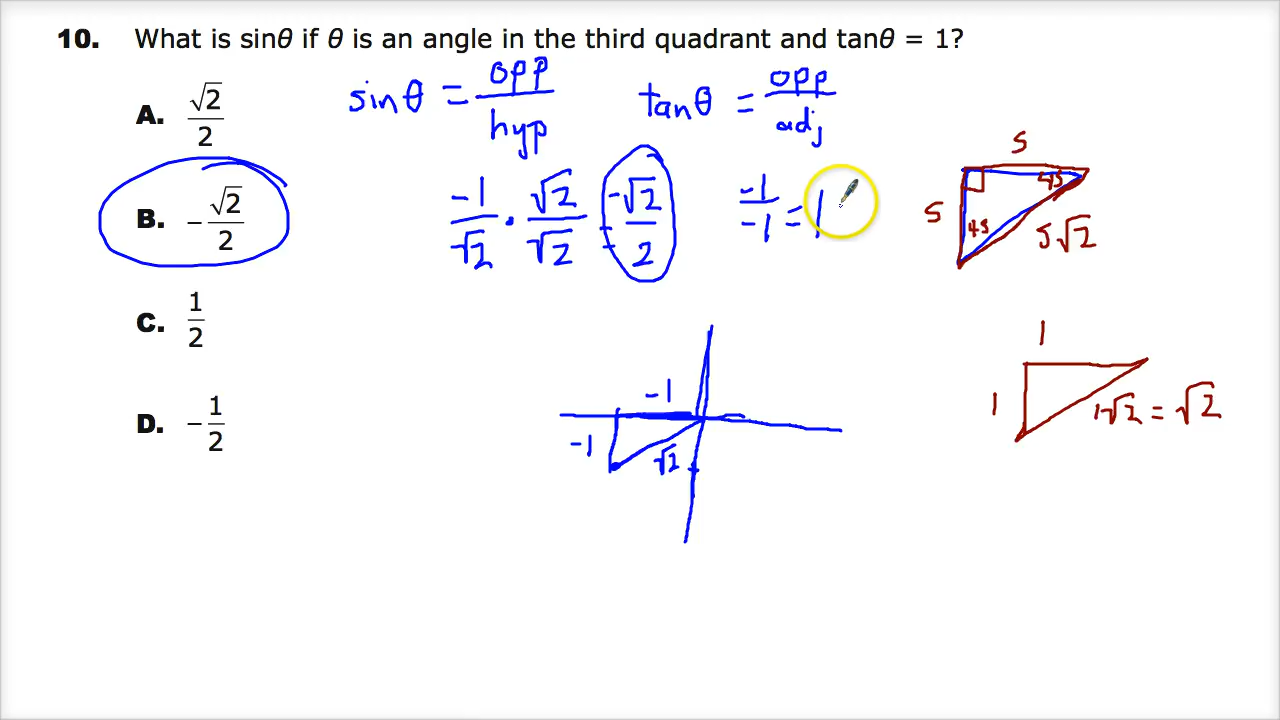 10. What is sinθ if θ is an angle in the third quadrant and tanθ = 1?
A. √2/2
B. -√2/2
C. 1/2
D. -1/2
sinθ = opp/hyp
tanθ = opp/adj
-1/√2 · √2/√2 = -√2/2
-1/-1 = 1
5
5
45
45
5√2
-1
-1
√2
1
1
1√2 = √2